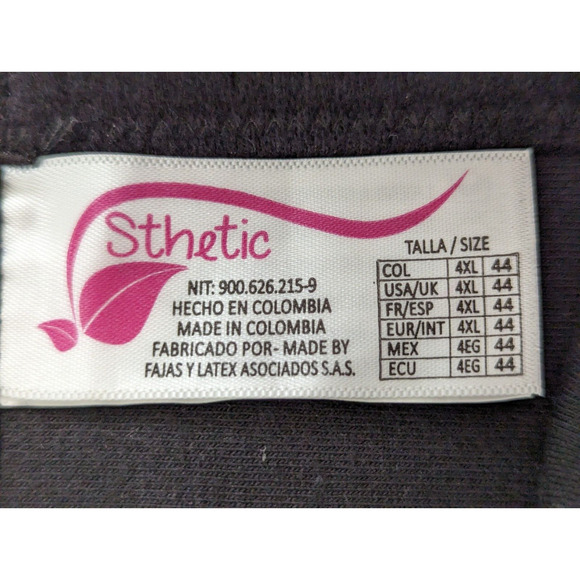 Sthetic
NIT: 900.626.215-9
HECHO EN COLOMBIA
MADE IN COLOMBIA
FABRICADO POR- MADE BY
FAJAS Y LATEX ASOCIADOS S.A.S.
TALLA / SIZE
COL 4XL 44
USA/UK 4XL 44
FR/ESP 4XL 44
EUR/INT 4XL 44
MEX 4EG 44
ECU 4EG 44